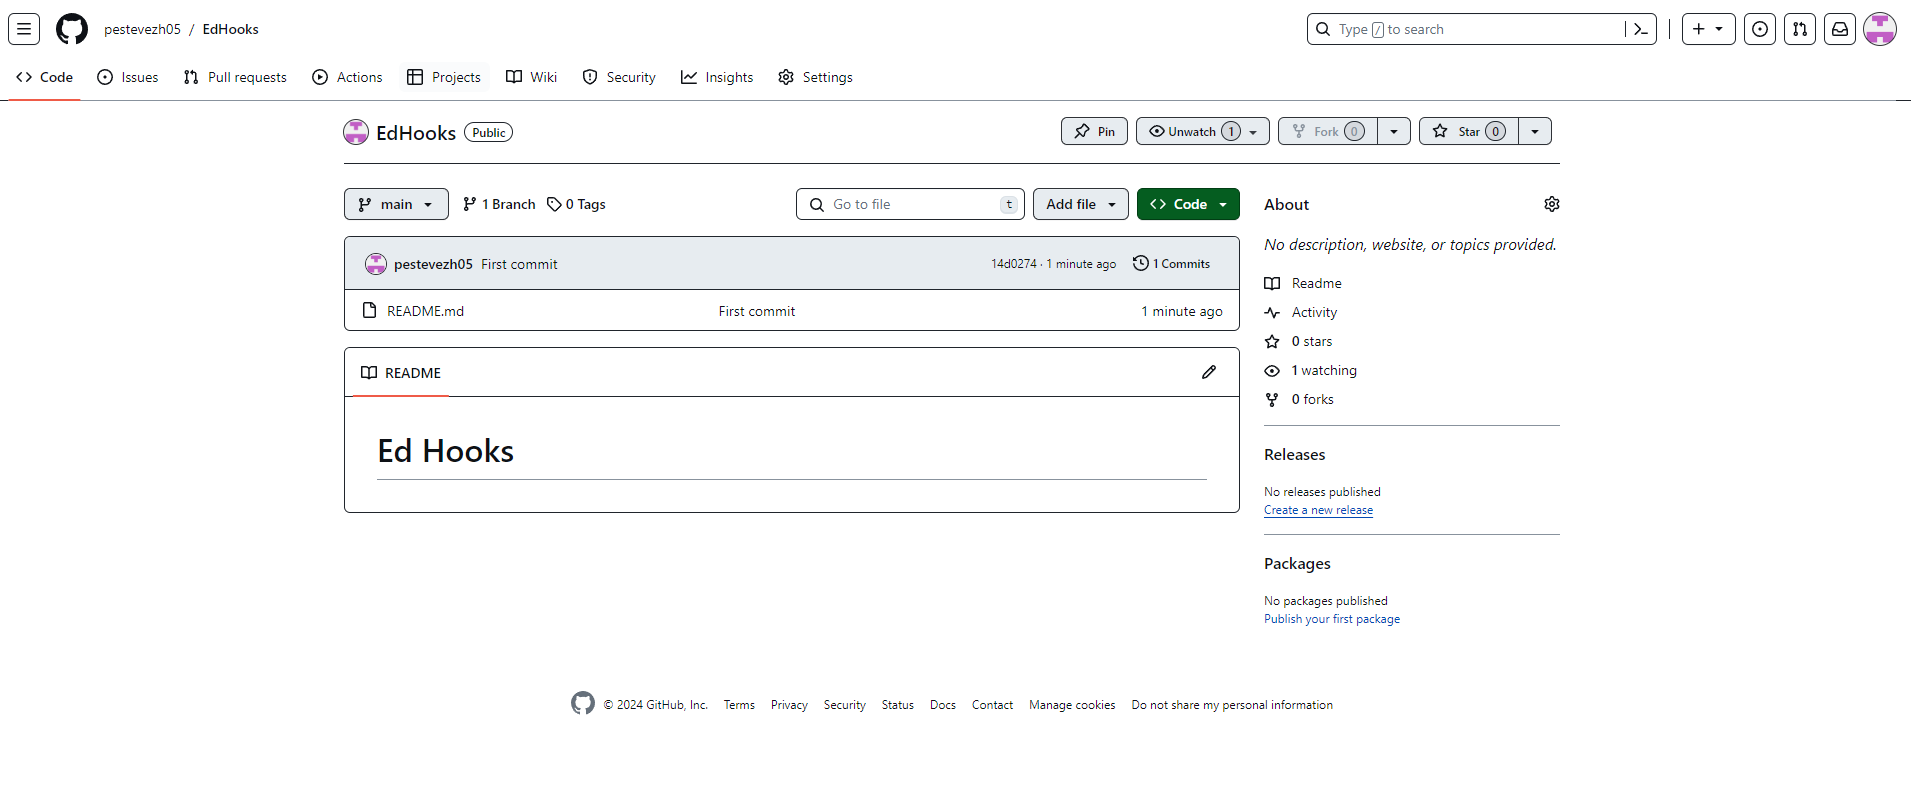 pestevezh05 / EdHooks
Type / to search
Code Issues Pull requests Actions Projects Wiki Security Insights Settings
EdHooks Public
Pin Unwatch 1 Fork 0 Star 0
main 1 Branch 0 Tags
Go to file t Add file Code
pestevezh05 First commit 14d0274 · 1 minute ago 1 Commits
README.md First commit 1 minute ago
README
Ed Hooks
About
No description, website, or topics provided.
Readme
Activity
0 stars
1 watching
0 forks
Releases
No releases published
Create a new release
Packages
No packages published
Publish your first package
© 2024 GitHub, Inc. Terms Privacy Security Status Docs Contact Manage cookies Do not share my personal information